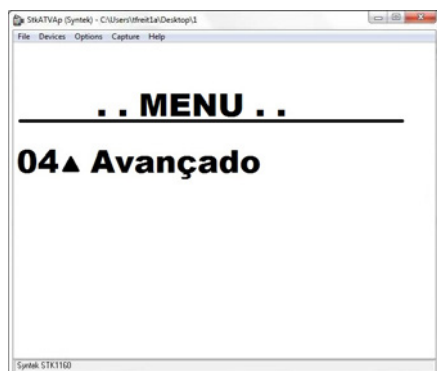 StkATVAp (Syntek) - C:\Users\tfreit1a\Desktop\1
File Devices Options Capture Help
. . MENU . .
04▲ Avançado
Syntek STK1160